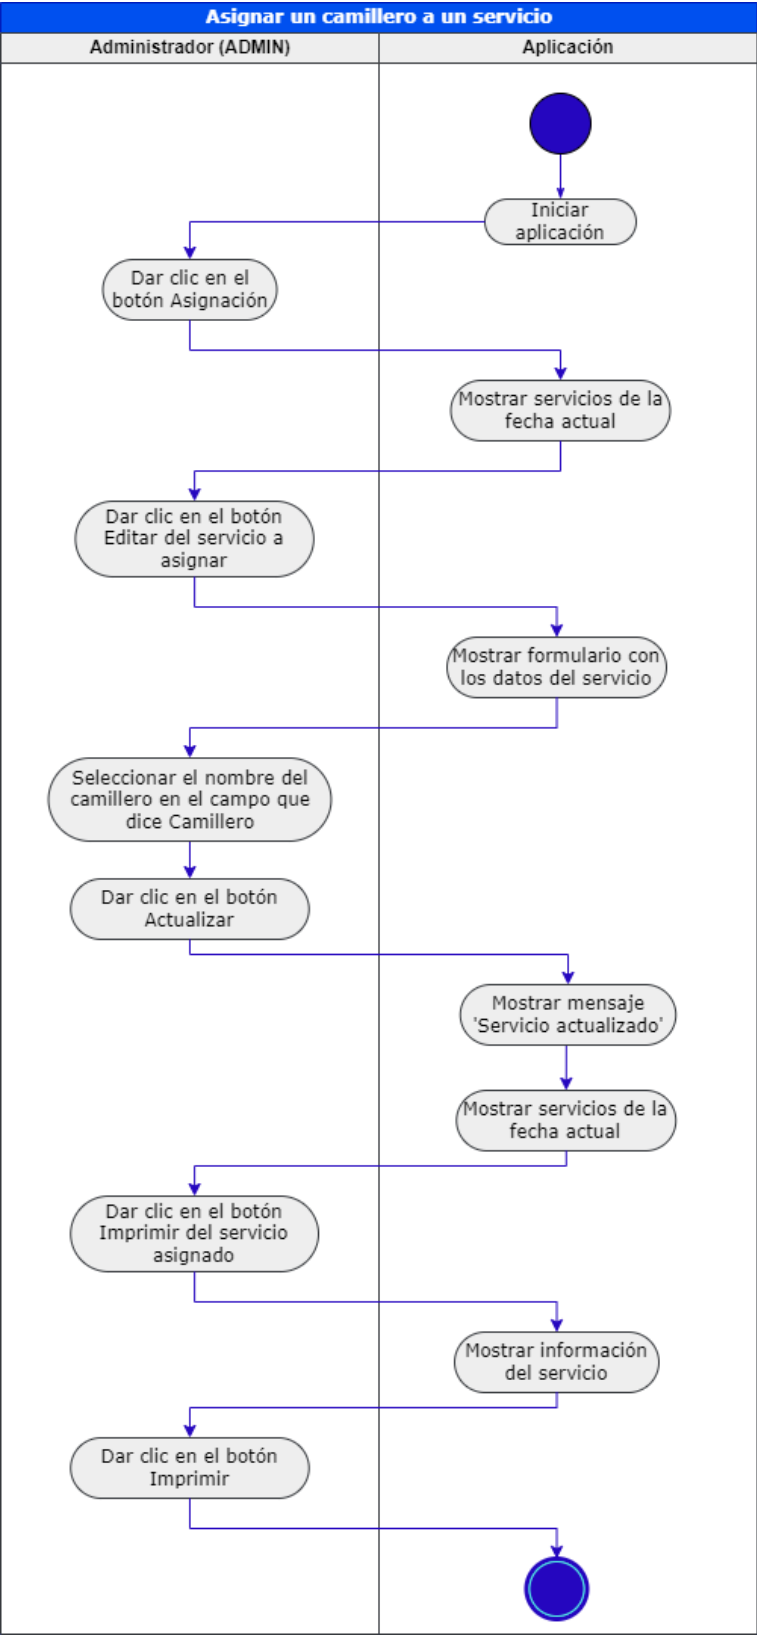 Asignar un camillero a un servicio
Administrador (ADMIN)
Aplicación
Iniciar
aplicación
Dar clic en el
botón Asignación
Mostrar servicios de la
fecha actual
Dar clic en el botón
Editar del servicio a
asignar
Mostrar formulario con
los datos del servicio
Seleccionar el nombre del
camillero en el campo que
dice Camillero
Dar clic en el botón
Actualizar
Mostrar mensaje
'Servicio actualizado'
Mostrar servicios de la
fecha actual
Dar clic en el botón
Imprimir del servicio
asignado
Mostrar información
del servicio
Dar clic en el botón
Imprimir